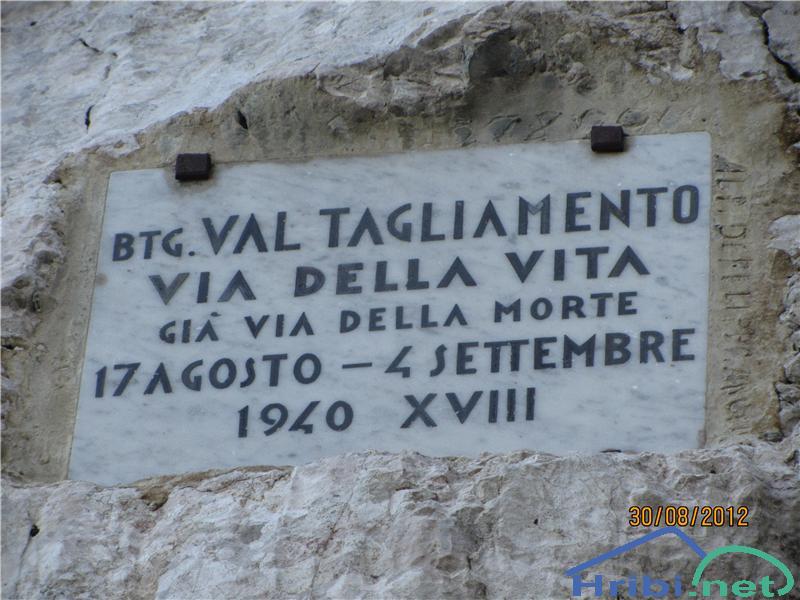 BTG. VAL TAGLIAMENTO
VIA DELLA VITA
GIÀ VIA DELLA MORTE
17 AGOSTO – 4 SETTEMBRE
1940 XVIII
30/08/2012
Hribi.net